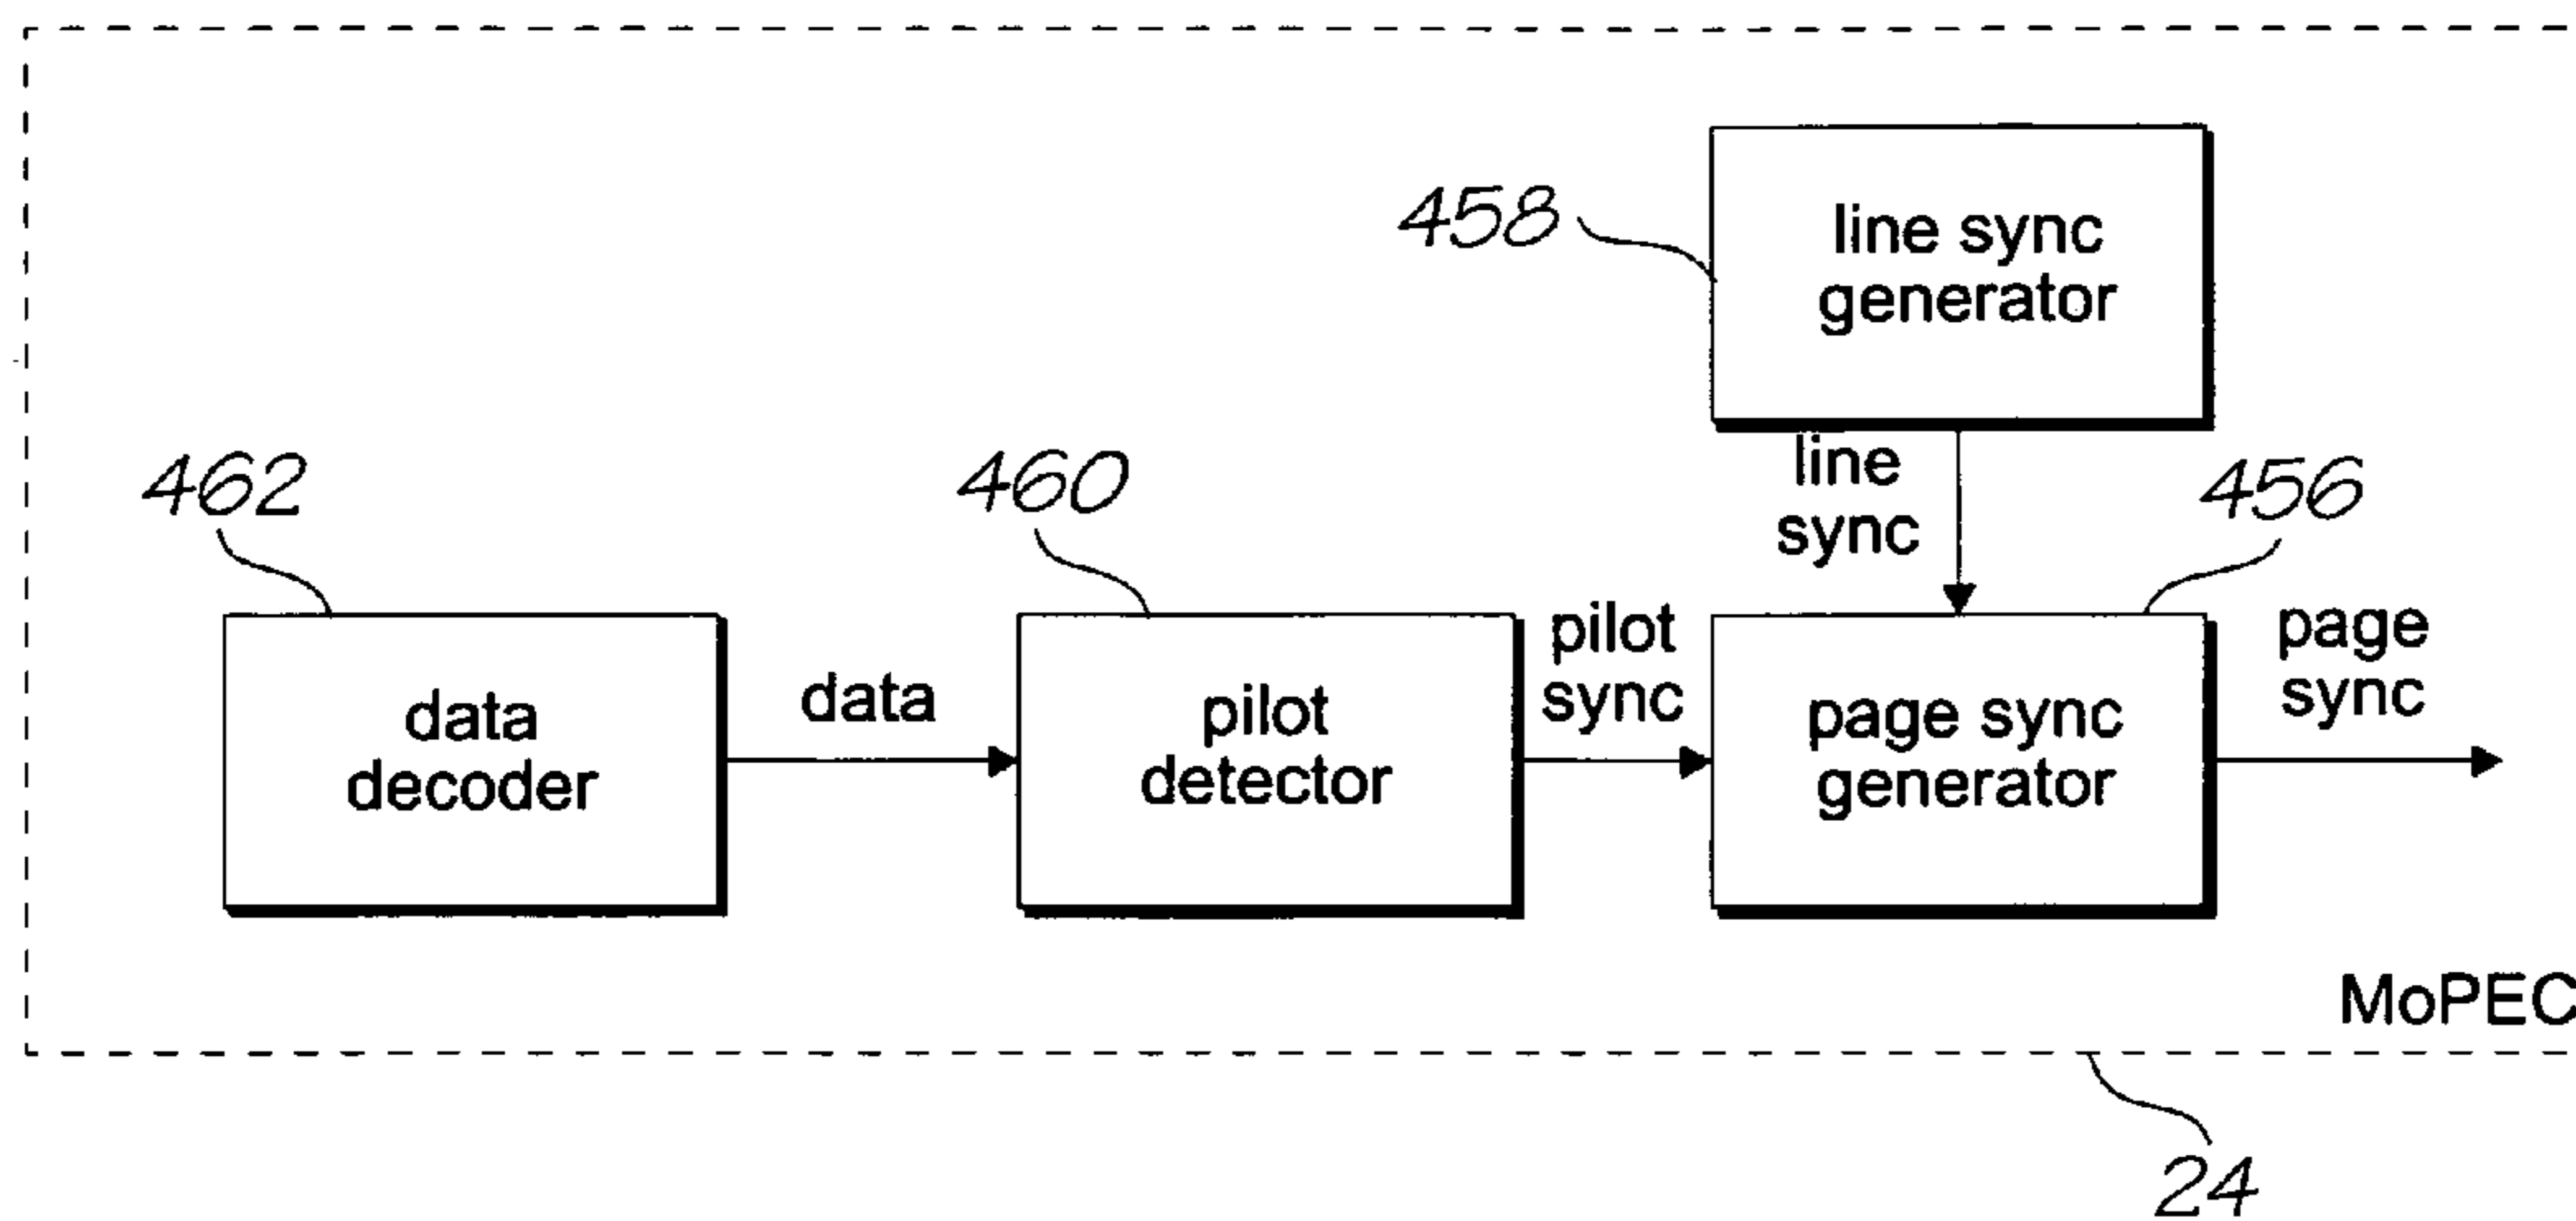 458
line sync
generator
line
sync
462
460
456
data
decoder
data
pilot
detector
pilot
sync
page sync
generator
page
sync
MoPEC
24